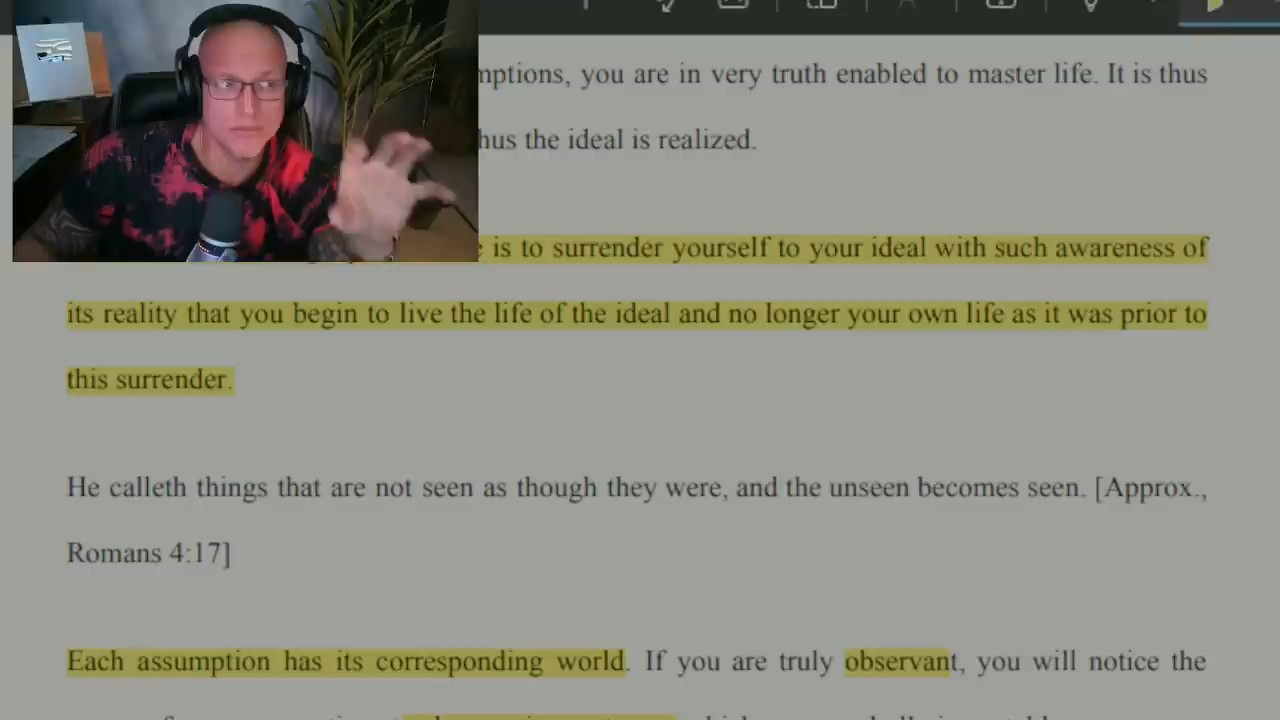 mptions, you are in very truth enabled to master life. It is thus
hus the ideal is realized.
is to surrender yourself to your ideal with such awareness of
its reality that you begin to live the life of the ideal and no longer your own life as it was prior to
this surrender.
He calleth things that are not seen as though they were, and the unseen becomes seen. [Approx.,
Romans 4:17]
Each assumption has its corresponding world. If you are truly observant, you will notice the